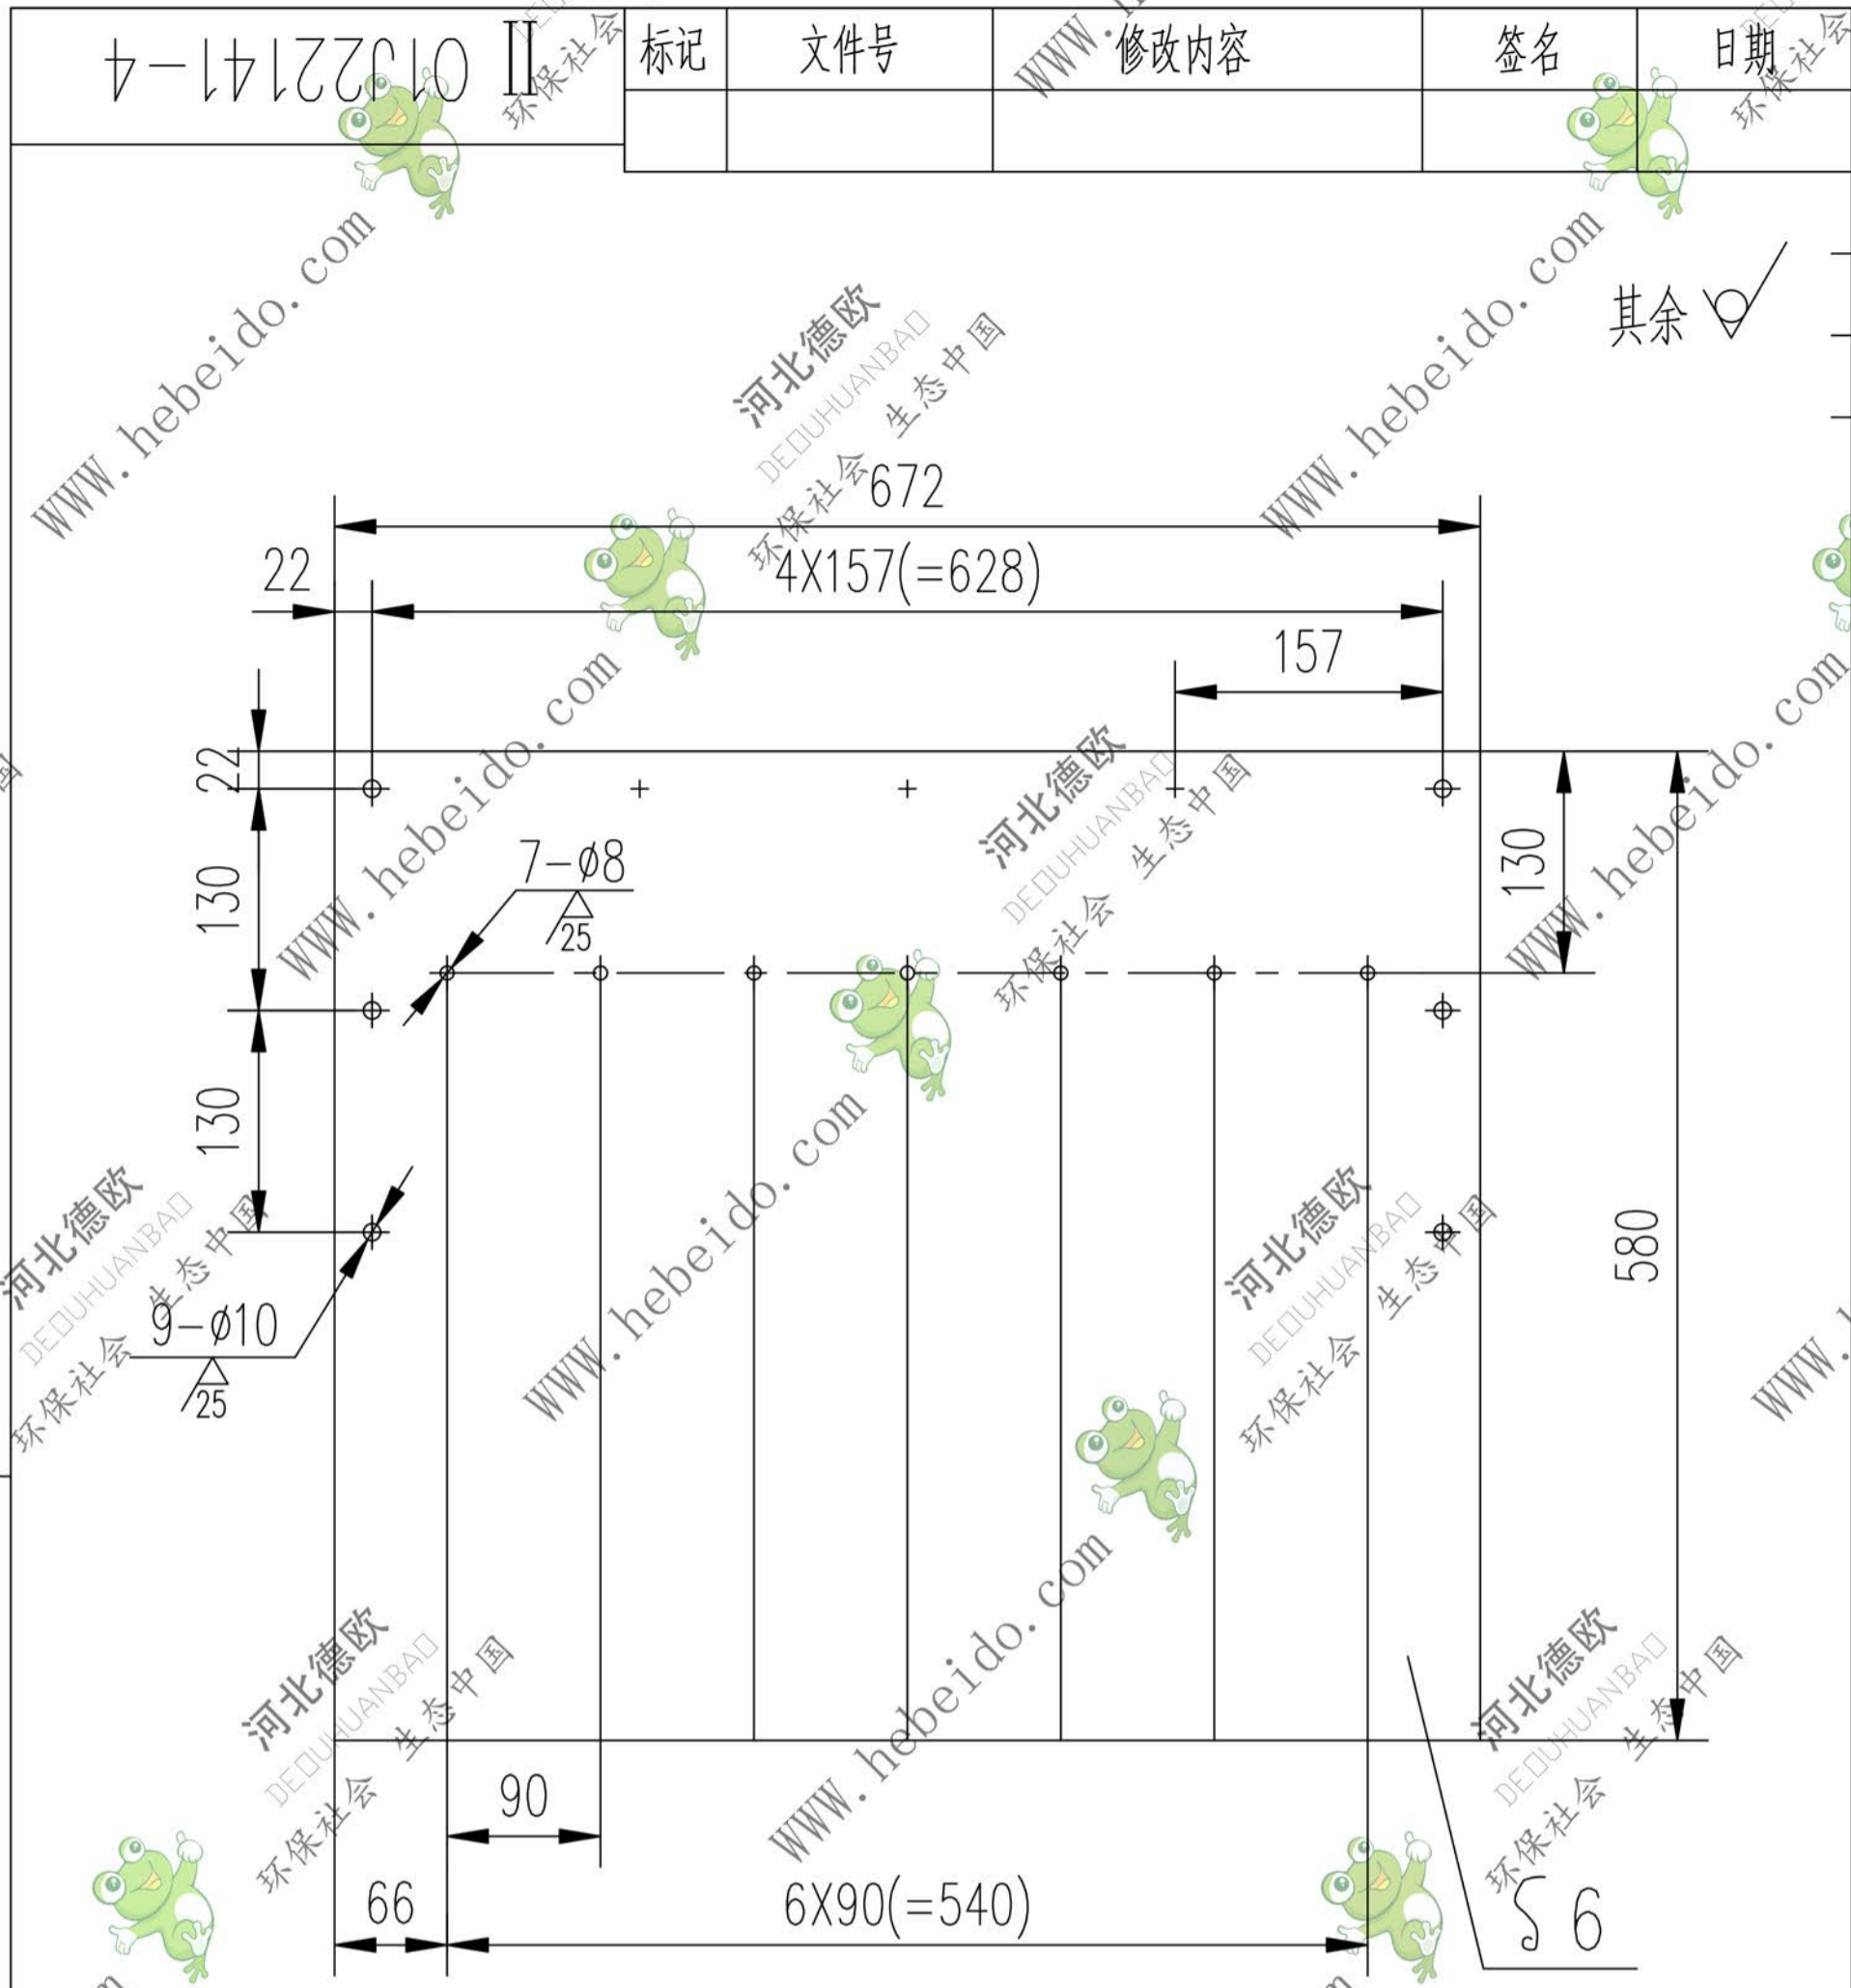 II 01J22141-4
标记 文件号 修改内容 签名 日期
其余
672
4X157(=628)
22
157
22
130
130
7-ø8
25
130
580
9-ø10
25
90
66
6X90(=540)
δ 6
河北德欧
DEOUHUANBAO
环保社会 生态中国
WWW.hebeido.com